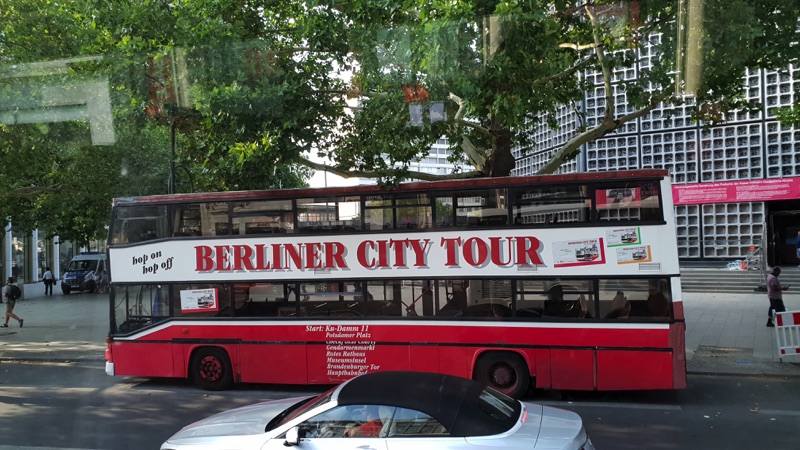 BERLINER CITY TOUR
hop on
hop off
Start: Ku-Damm 11
Potsdamer Platz
Gendarmenmarkt
Rotes Rathaus
Museumsinsel
Brandenburger Tor
Hauptbahnhof